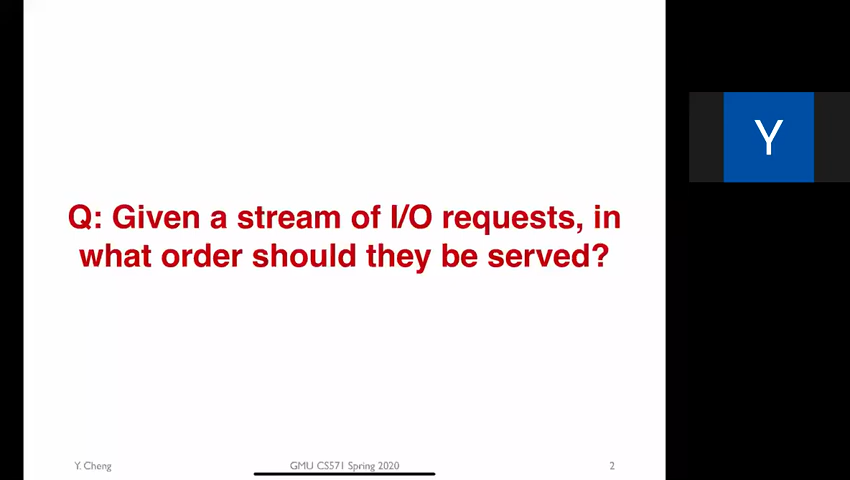 Q: Given a stream of I/O requests, in
what order should they be served?
Y
Y. Cheng
GMU CS571 Spring 2020
2